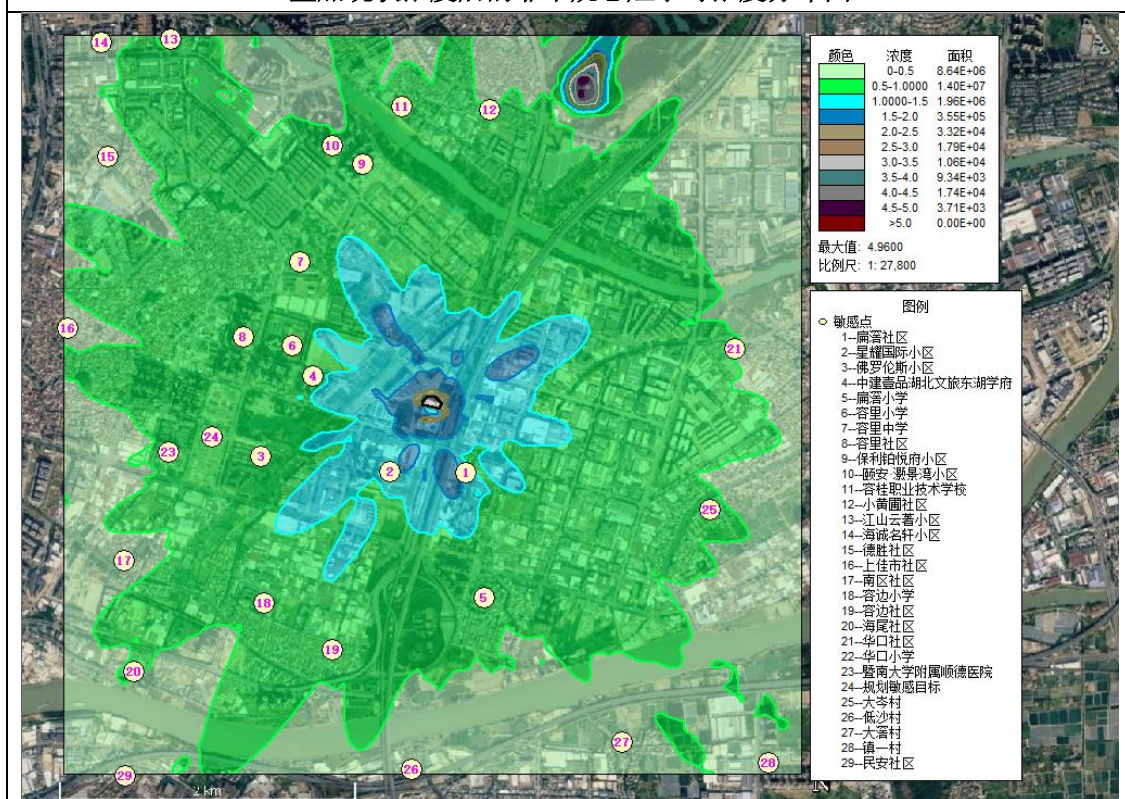 颜色 浓度 面积
0-0.5 8.64E+06
0.5-1.0000 1.40E+07
1.0000-1.5 1.96E+06
1.5-2.0 3.55E+05
2.0-2.5 3.32E+04
2.5-3.0 1.79E+04
3.0-3.5 1.06E+04
3.5-4.0 9.34E+03
4.0-4.5 1.74E+04
4.5-5.0 3.71E+03
>5.0 0.00E+00
最大值: 4.9600
比例尺: 1: 27,800
图例
敏感点
1--扁滘社区
2--星耀国际小区
3--佛罗伦斯小区
4--中建壹品湖北文旅东湖学府
5--扁滘小学
6--容里小学
7--容里中学
8--容里社区
9--保利铂悦府小区
10--颐安·灏景湾小区
11--容桂职业技术学校
12--小黄圃社区
13--江山云著小区
14--海诚名轩小区
15--德胜社区
16--上佳市社区
17--南区社区
18--容边小学
19--容边社区
20--海尾社区
21--华口社区
22--华口小学
23--暨南大学附属顺德医院
24--规划敏感目标
25--大岑村
26--低沙村
27--大滘村
28--镇一村
29--民安社区
14
13
11
12
10
9
15
7
16
8
6
21
4
24
23
3
2
1
25
17
18
5
19
20
27
28
26
29
2 km